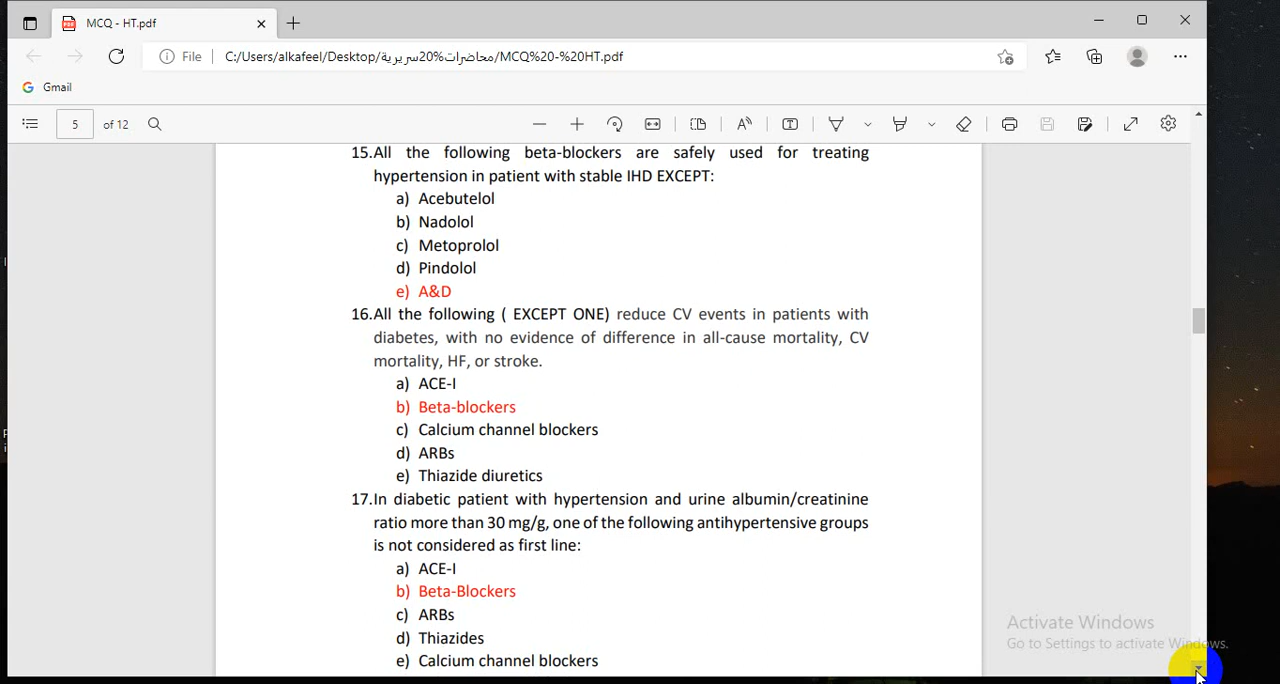 MCQ - HT.pdf
File C:/Users/alkafeel/Desktop/محاضرات%20سريرية/MCQ%20-%20HT.pdf
Gmail
5 of 12
15.All the following beta-blockers are safely used for treating
hypertension in patient with stable IHD EXCEPT:
a) Acebutelol
b) Nadolol
c) Metoprolol
d) Pindolol
e) A&D
16.All the following ( EXCEPT ONE) reduce CV events in patients with
diabetes, with no evidence of difference in all-cause mortality, CV
mortality, HF, or stroke.
a) ACE-I
b) Beta-blockers
c) Calcium channel blockers
d) ARBs
e) Thiazide diuretics
17.In diabetic patient with hypertension and urine albumin/creatinine
ratio more than 30 mg/g, one of the following antihypertensive groups
is not considered as first line:
a) ACE-I
b) Beta-Blockers
c) ARBs
d) Thiazides
e) Calcium channel blockers
Activate Windows
Go to Settings to activate Windows.